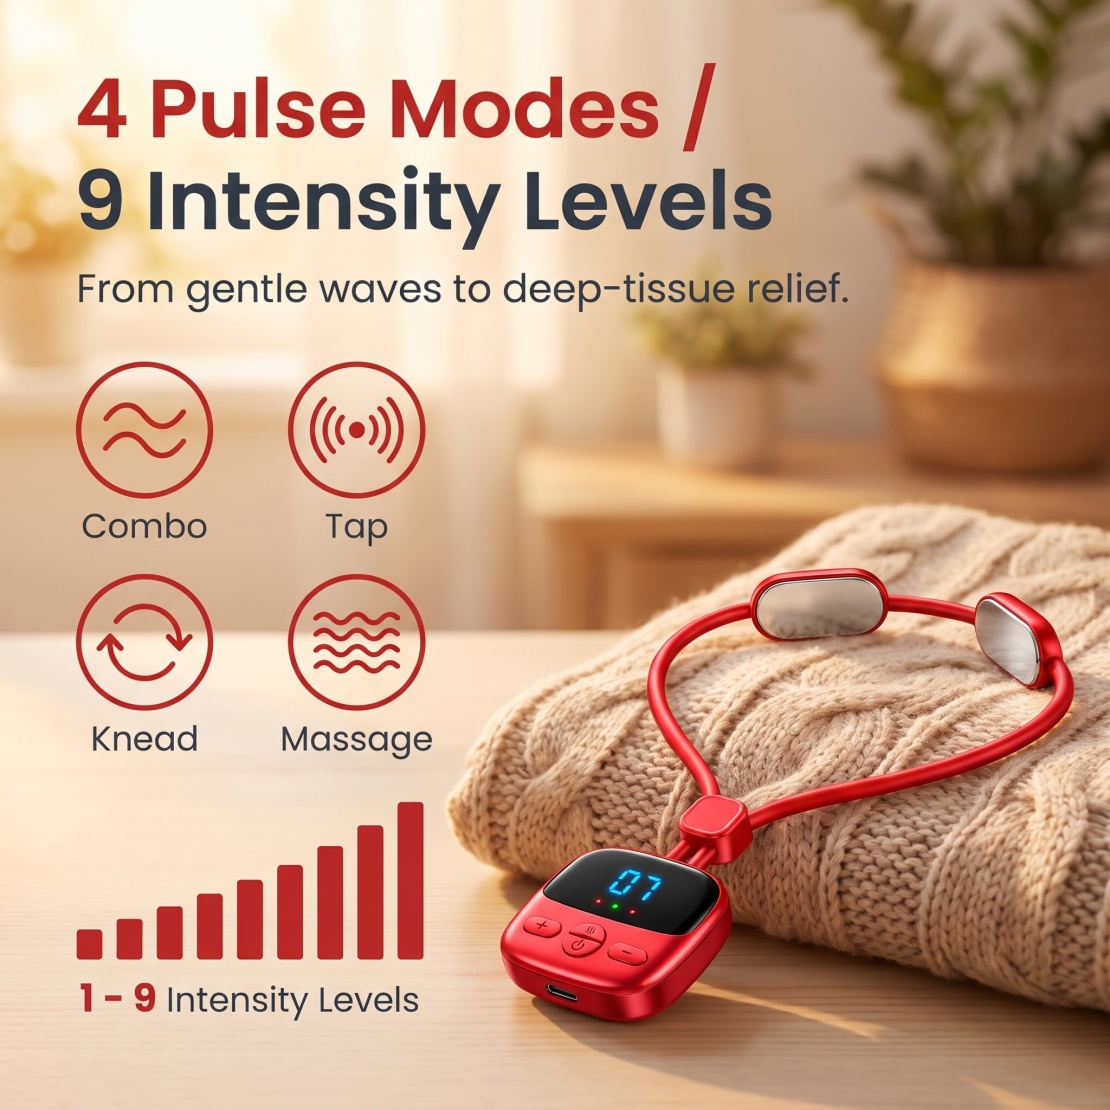 4 Pulse Modes /
9 Intensity Levels
From gentle waves to deep-tissue relief.
Combo
Tap
Knead
Massage
07
+
-
1 - 9 Intensity Levels